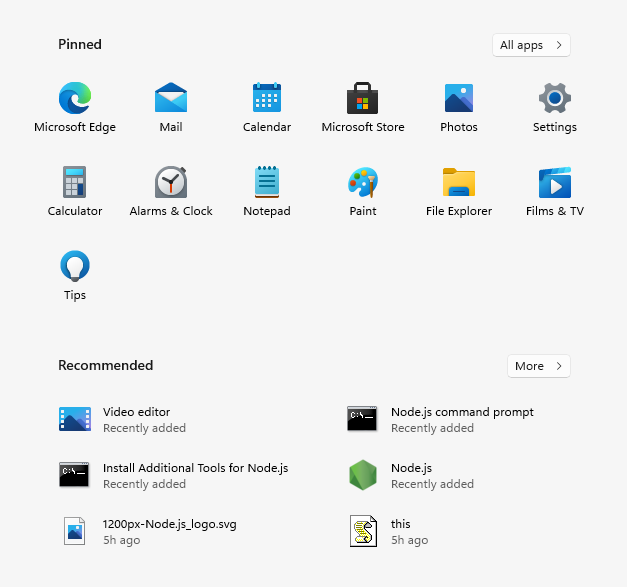 Pinned
All apps
Microsoft Edge
Mail
Calendar
Microsoft Store
Photos
Settings
Calculator
Alarms & Clock
Notepad
Paint
File Explorer
Films & TV
Tips
Recommended
More
Video editor
Recently added
Node.js command prompt
Recently added
Install Additional Tools for Node.js
Recently added
Node.js
Recently added
1200px-Node.js_logo.svg
5h ago
this
5h ago